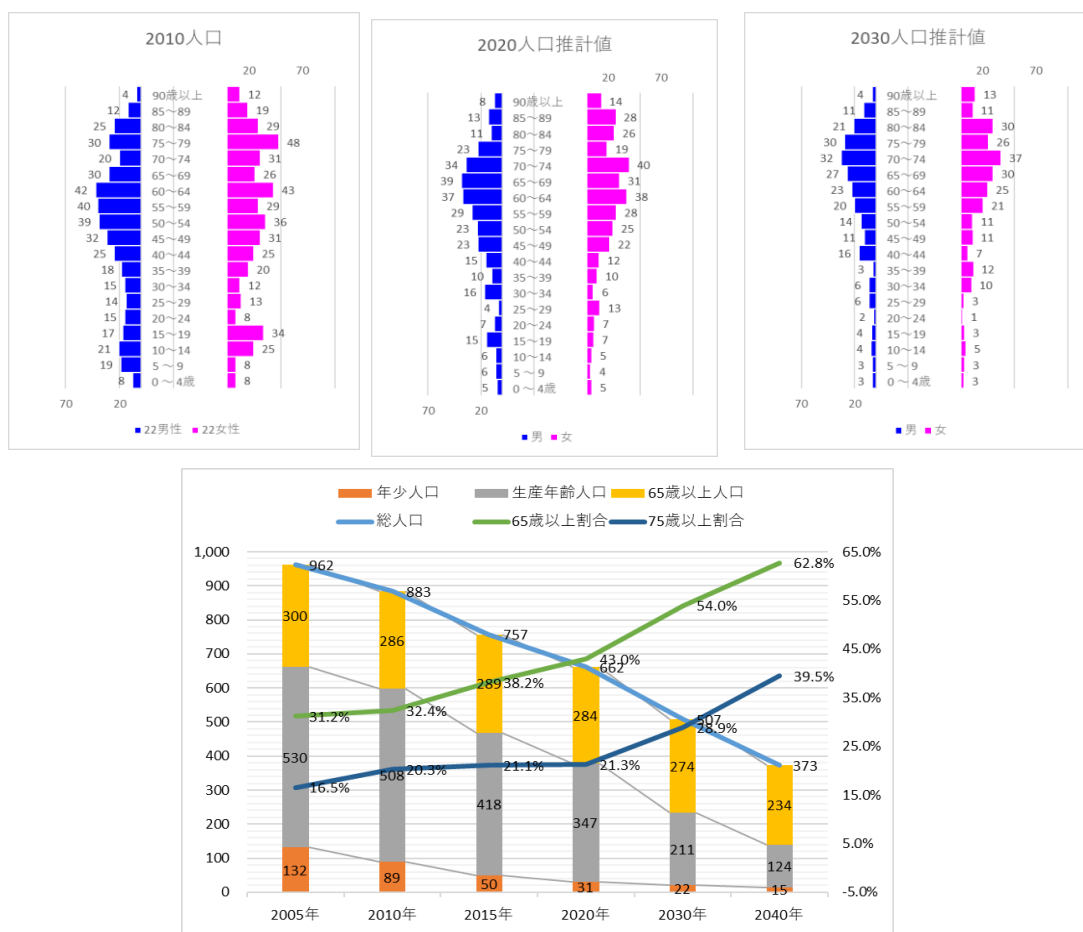 2010人口
20 70
4 90歳以上 12
12 85～89 19
25 80～84 29
30 75～79 48
20 70～74 31
30 65～69 26
42 60～64 43
40 55～59 29
39 50～54 36
32 45～49 31
25 40～44 25
18 35～39 20
15 30～34 12
14 25～29 13
15 20～24 8
17 15～19 34
21 10～14 25
19 5～9 8
8 0～4歳 8
70 20
22男性 22女性
2020人口推計値
20 70
8 90歳以上 14
13 85～89 28
11 80～84 26
23 75～79 19
34 70～74 40
39 65～69 31
37 60～64 38
29 55～59 28
23 50～54 25
23 45～49 22
15 40～44 12
10 35～39 10
16 30～34 6
4 25～29 13
7 20～24 7
15 15～19 7
6 10～14 5
6 5～9 4
5 0～4歳 5
70 20
男 女
2030人口推計値
20 70
4 90歳以上 13
11 85～89 11
21 80～84 30
30 75～79 26
32 70～74 37
27 65～69 30
23 60～64 25
20 55～59 21
14 50～54 11
11 45～49 11
16 40～44 7
3 35～39 12
6 30～34 10
6 25～29 3
2 20～24 1
4 15～19 3
4 10～14 5
3 5～9 3
3 0～4歳 3
70 20
男 女
年少人口 生産年齢人口 65歳以上人口
総人口 65歳以上割合 75歳以上割合
1,000
900
800
700
600
500
400
300
200
100
0
962 883 757 662 507 373
300 286 289 284 274 234
530 508 418 347 211 124
132 89 50 31 22 15
31.2% 32.4% 38.2% 43.0% 54.0% 62.8%
16.5% 20.3% 21.1% 21.3% 28.9% 39.5%
65.0%
55.0%
45.0%
35.0%
25.0%
15.0%
5.0%
-5.0%
2005年 2010年 2015年 2020年 2030年 2040年